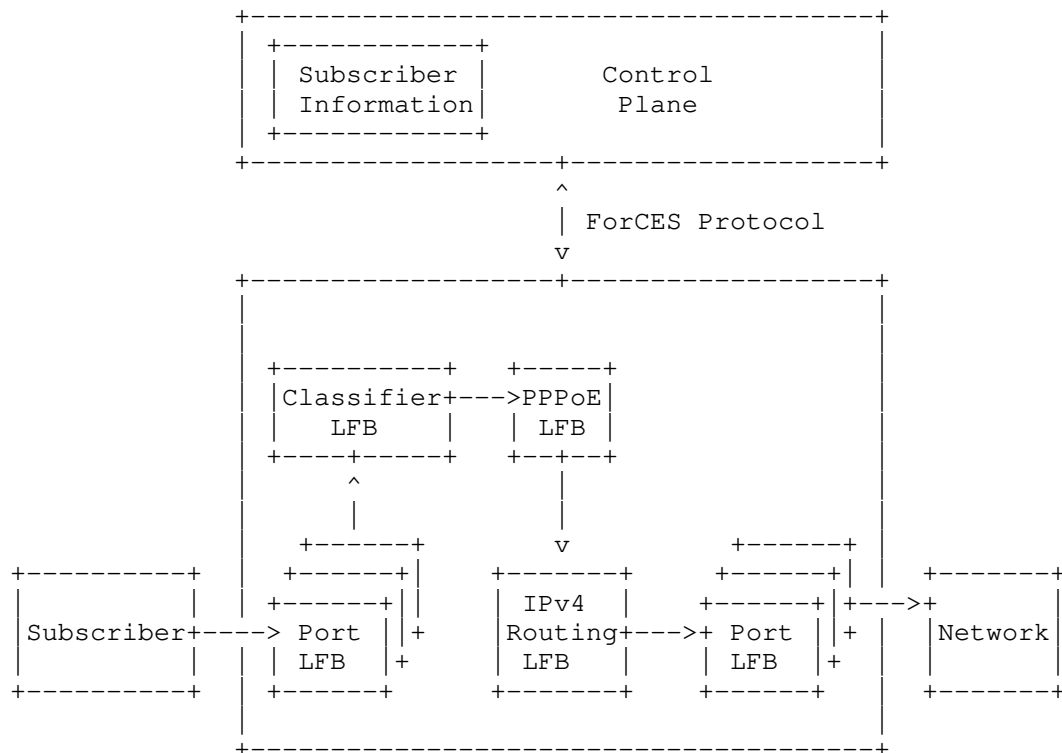 Subscriber Control
Information Plane
ForCES Protocol
Classifier PPPoE
LFB LFB
IPv4
Subscriber Port Routing Port Network
LFB LFB LFB